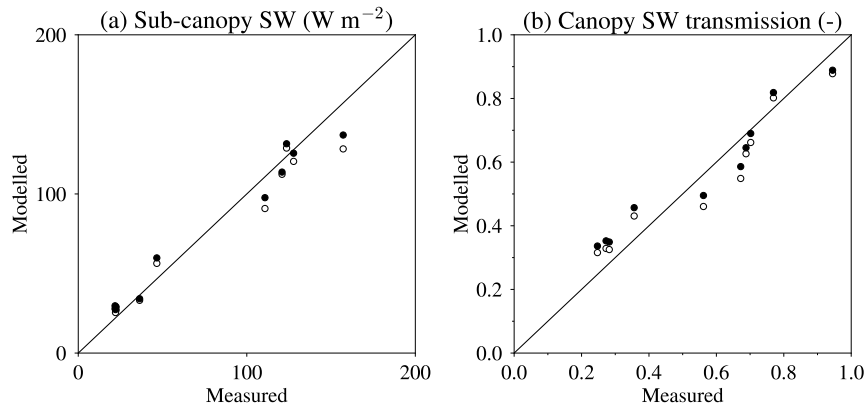 (a) Sub-canopy SW (W m⁻²)
200
100
0
Modelled
0 100 200
Measured
(b) Canopy SW transmission (-)
1.0
0.8
0.6
0.4
0.2
0.0
Modelled
0.0 0.2 0.4 0.6 0.8 1.0
Measured